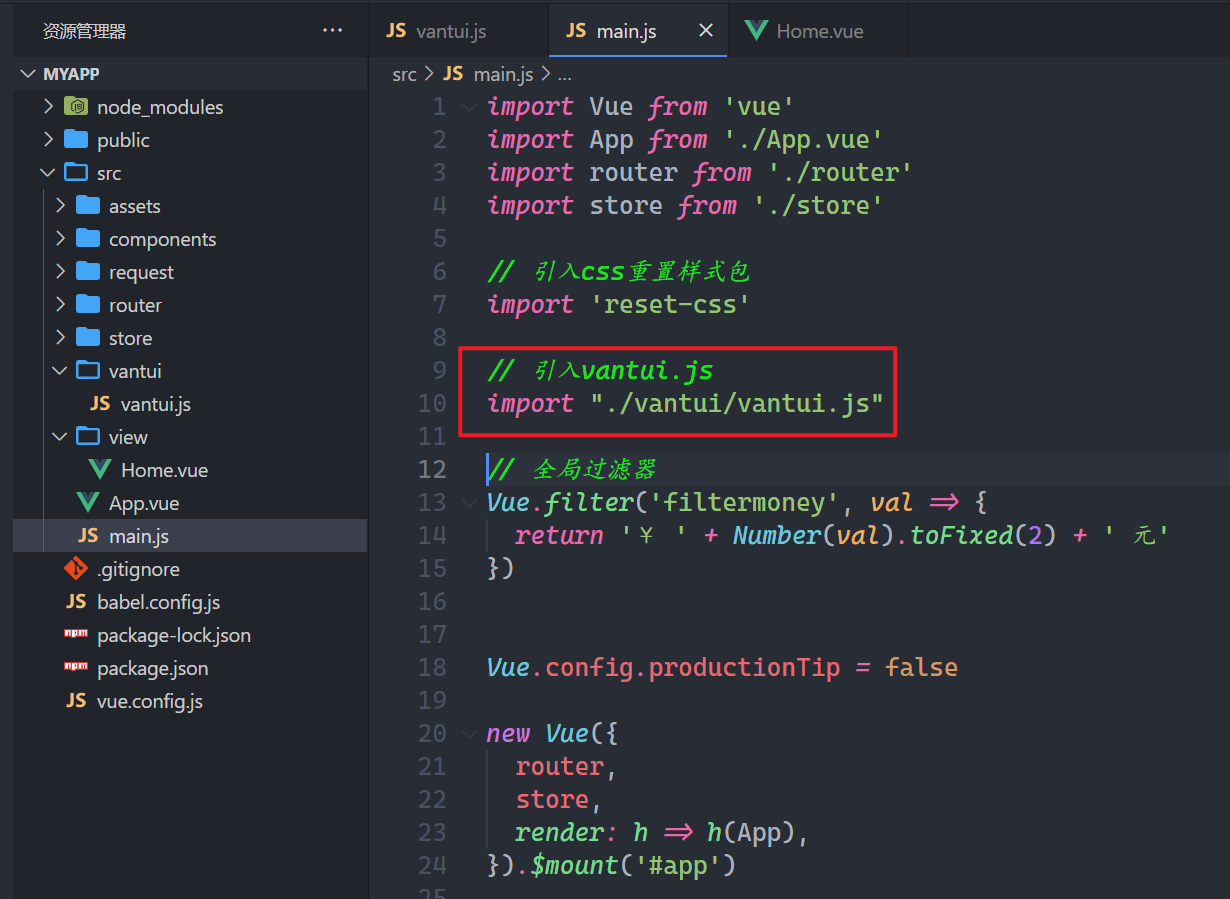 资源管理器 ...
MYAPP
node_modules
public
src
assets
components
request
router
store
vantui
JS vantui.js
view
Home.vue
App.vue
JS main.js
.gitignore
JS babel.config.js
npm package-lock.json
npm package.json
JS vue.config.js
JS vantui.js JS main.js × Home.vue
src > JS main.js > ...
1 import Vue from 'vue'
2 import App from './App.vue'
3 import router from './router'
4 import store from './store'
5
6 // 引入css重置样式包
7 import 'reset-css'
8
9 // 引入vantui.js
10 import "./vantui/vantui.js"
11
12 // 全局过滤器
13 Vue.filter('filtermoney', val => {
14 return '¥ ' + Number(val).toFixed(2) + ' 元'
15 })
16
17
18 Vue.config.productionTip = false
19
20 new Vue({
21 router,
22 store,
23 render: h => h(App),
24 }).$mount('#app')
25